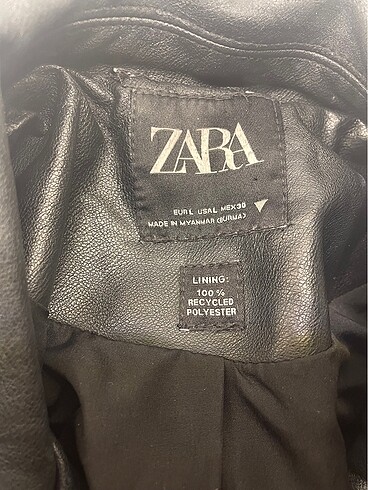 ZARA
EUR L USA L MEX 30
MADE IN MYANMAR (BURMA)
LINING:
100 %
RECYCLED
POLYESTER